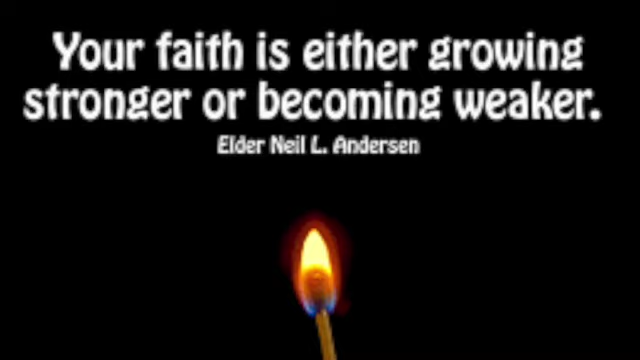 Your faith is either growing
stronger or becoming weaker.
Elder Neil L. Andersen